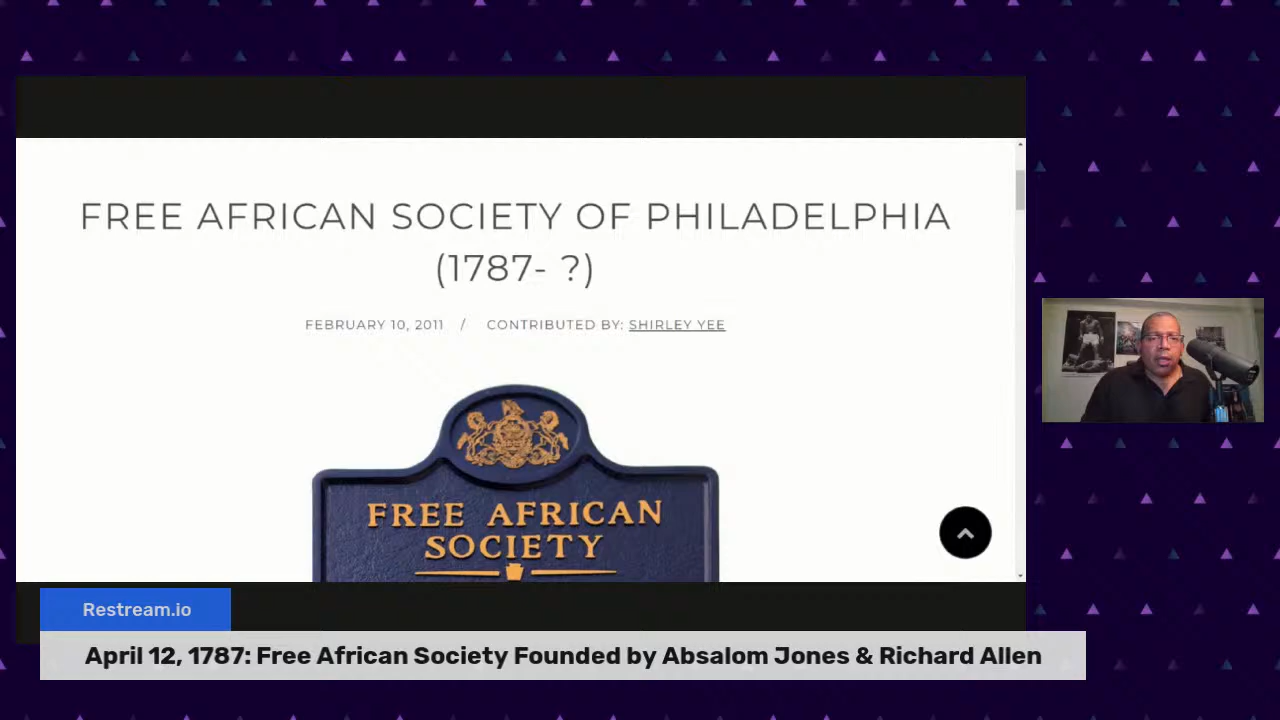 FREE AFRICAN SOCIETY OF PHILADELPHIA
(1787- ?)
FEBRUARY 10, 2011 / CONTRIBUTED BY: SHIRLEY YEE
FREE AFRICAN
SOCIETY
Restream.io
April 12, 1787: Free African Society Founded by Absalom Jones & Richard Allen